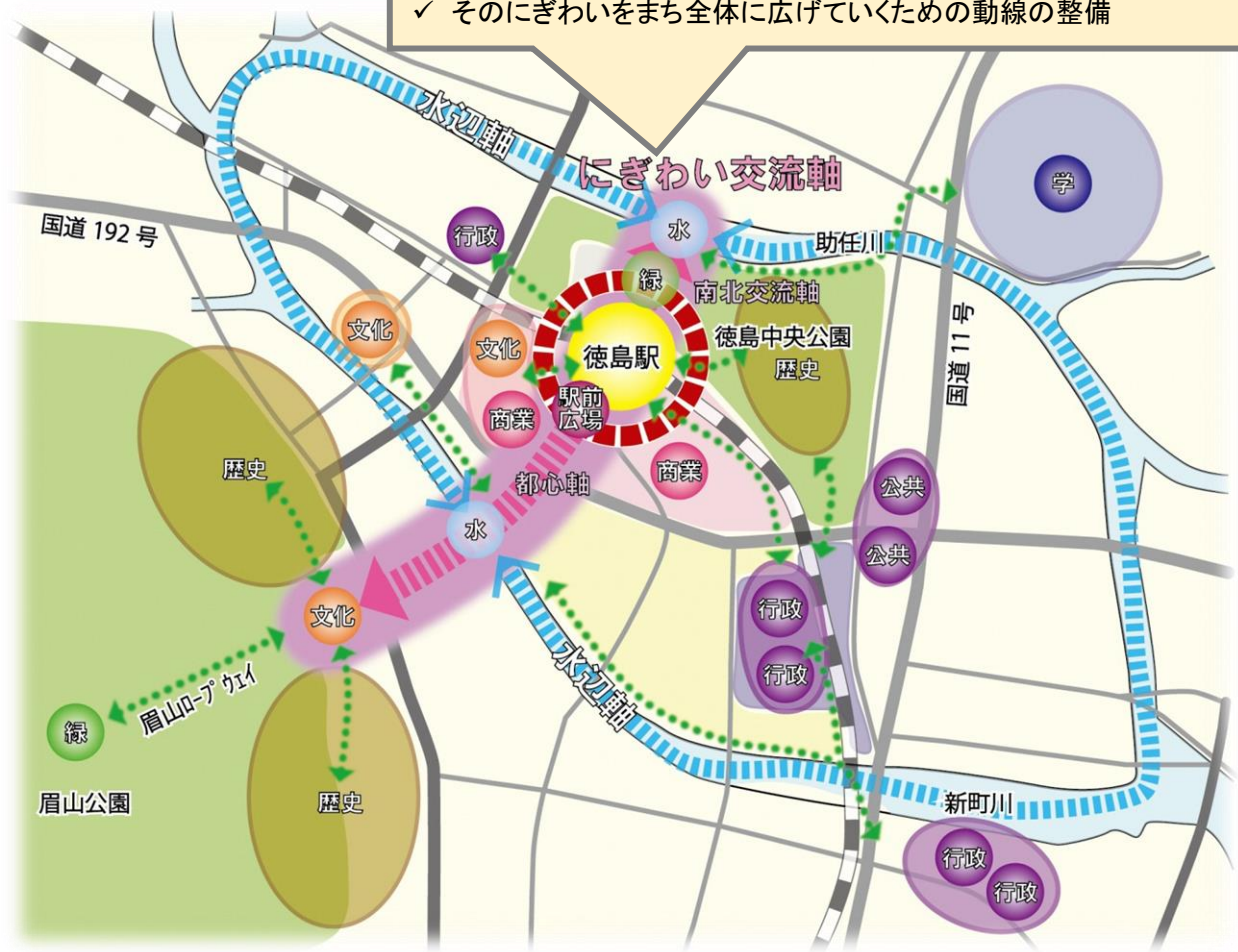 ✓ そのにぎわいをまち全体に広げていくための動線の整備
水辺軸
にぎわい交流軸
学
国道 192 号
行政
水
助任川
緑
南北交流軸
文化
文化
徳島駅
徳島中央公園
歴史
国道 11 号
駅前
広場
商業
商業
歴史
都心軸
公共
水
公共
文化
行政
水辺軸
行政
眉山ロープウェイ
緑
眉山公園
歴史
新町川
行政
行政